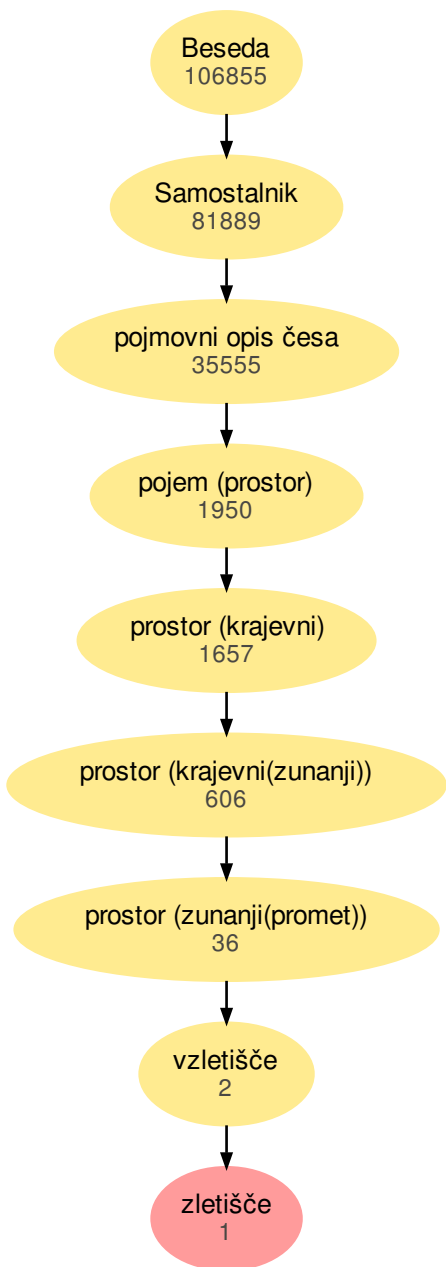 Beseda
106855
Samostalnik
81889
pojmovni opis česa
35555
pojem (prostor)
1950
prostor (krajevni)
1657
prostor (krajevni(zunanji))
606
prostor (zunanji(promet))
36
vzletišče
2
zletišče
1